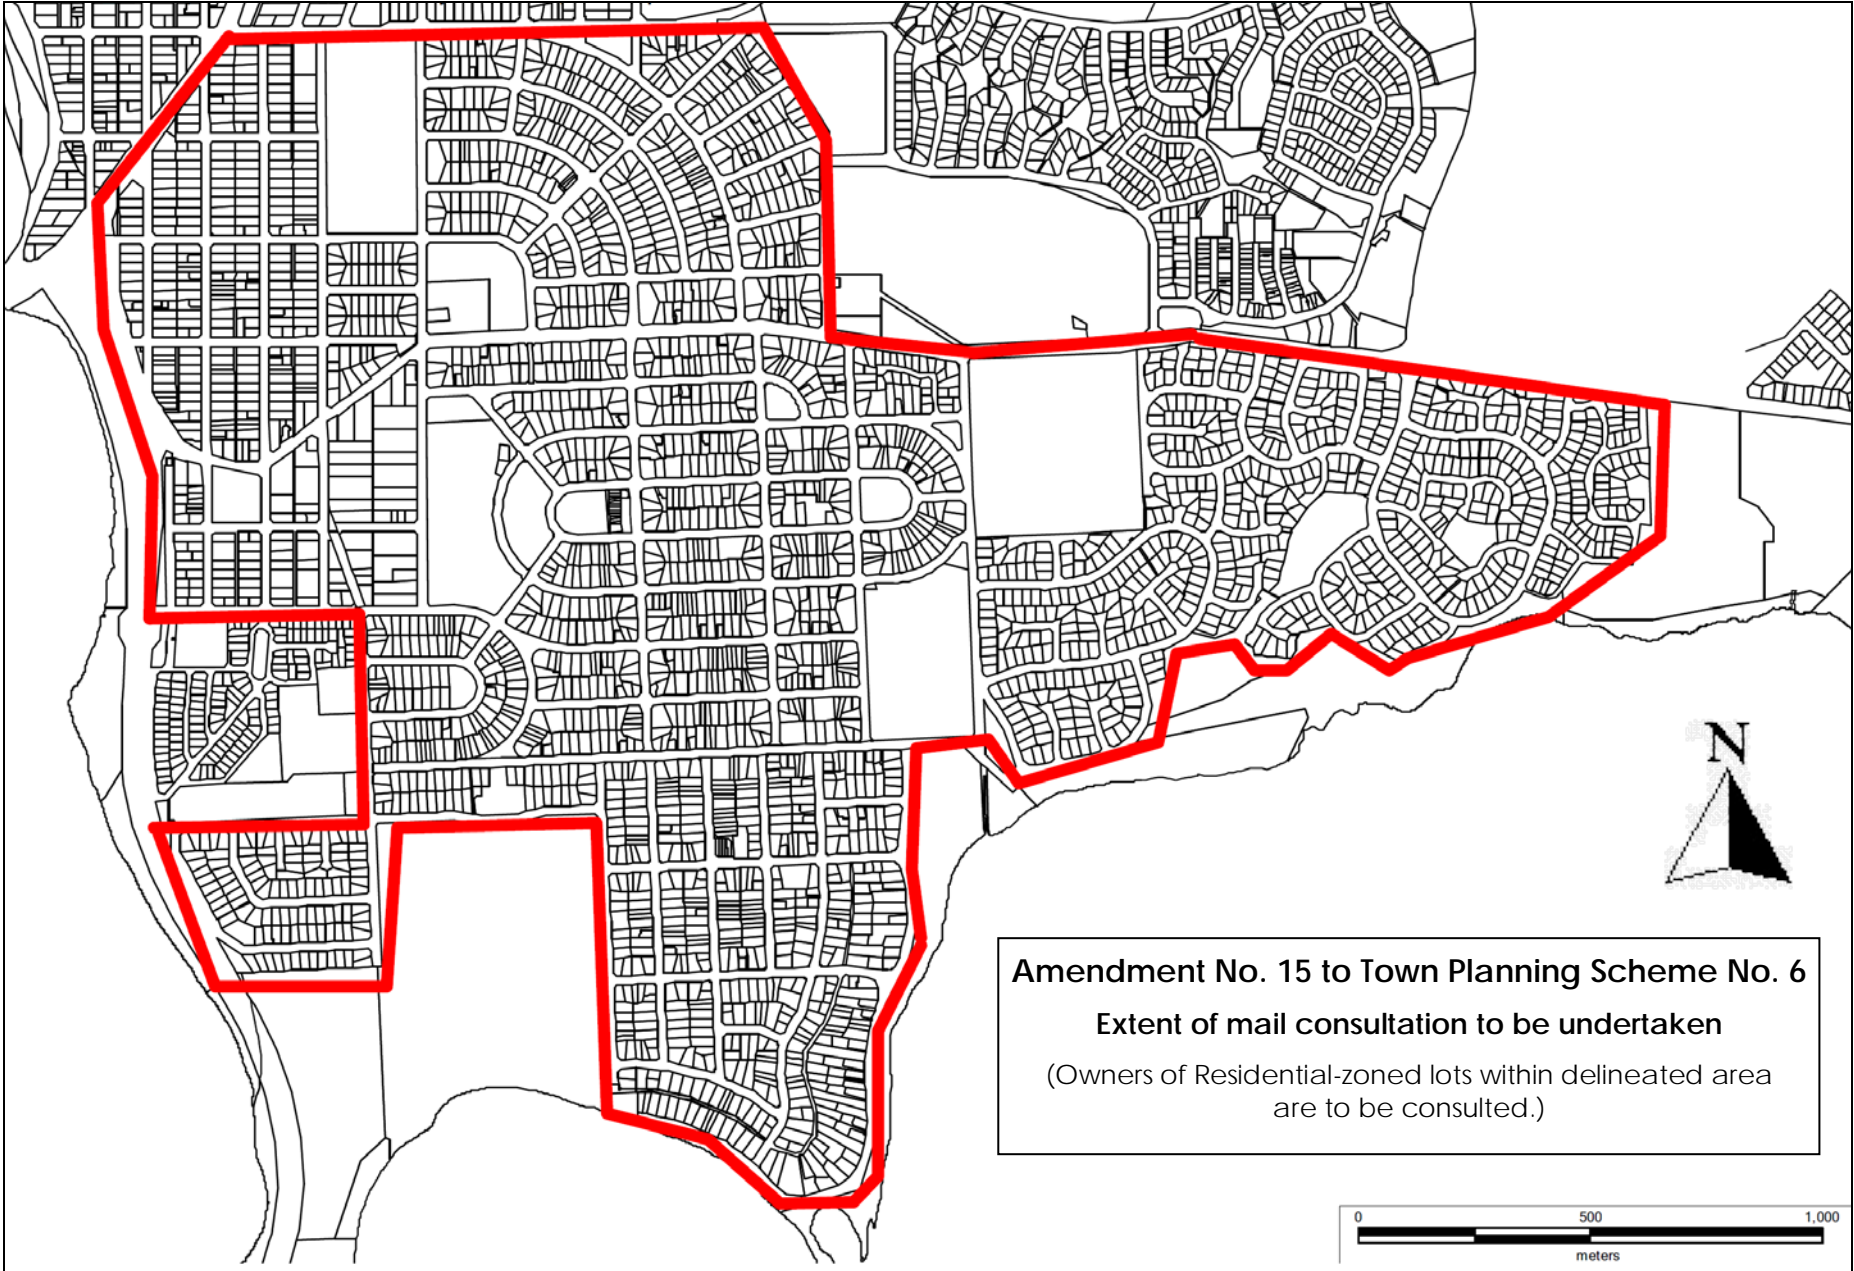 N
Amendment No. 15 to Town Planning Scheme No. 6
Extent of mail consultation to be undertaken
(Owners of Residential-zoned lots within delineated area
are to be consulted.)
0 500 1,000
meters